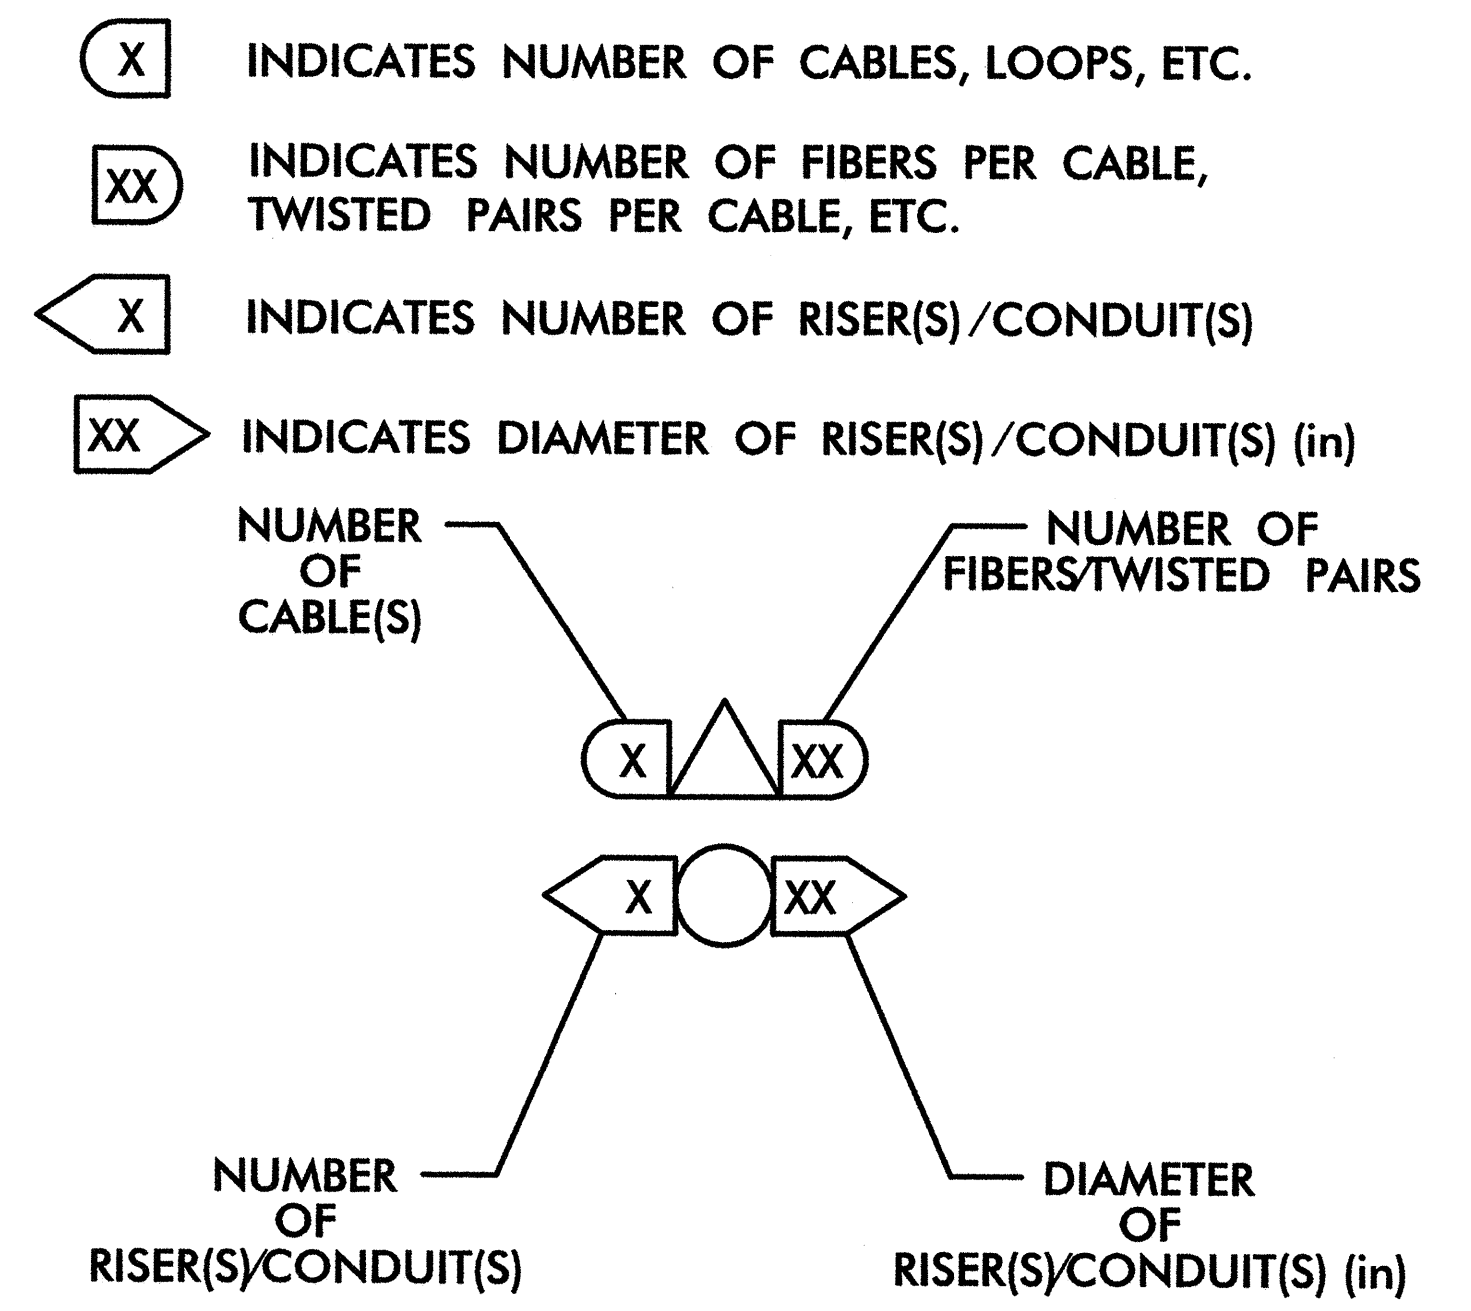 X INDICATES NUMBER OF CABLES, LOOPS, ETC.
XX INDICATES NUMBER OF FIBERS PER CABLE,
TWISTED PAIRS PER CABLE, ETC.
X INDICATES NUMBER OF RISER(S)/CONDUIT(S)
XX INDICATES DIAMETER OF RISER(S)/CONDUIT(S) (in)
NUMBER
OF
CABLE(S)
NUMBER OF
FIBERS/TWISTED PAIRS
X XX
X XX
NUMBER
OF
RISER(S)/CONDUIT(S)
DIAMETER
OF
RISER(S)/CONDUIT(S) (in)